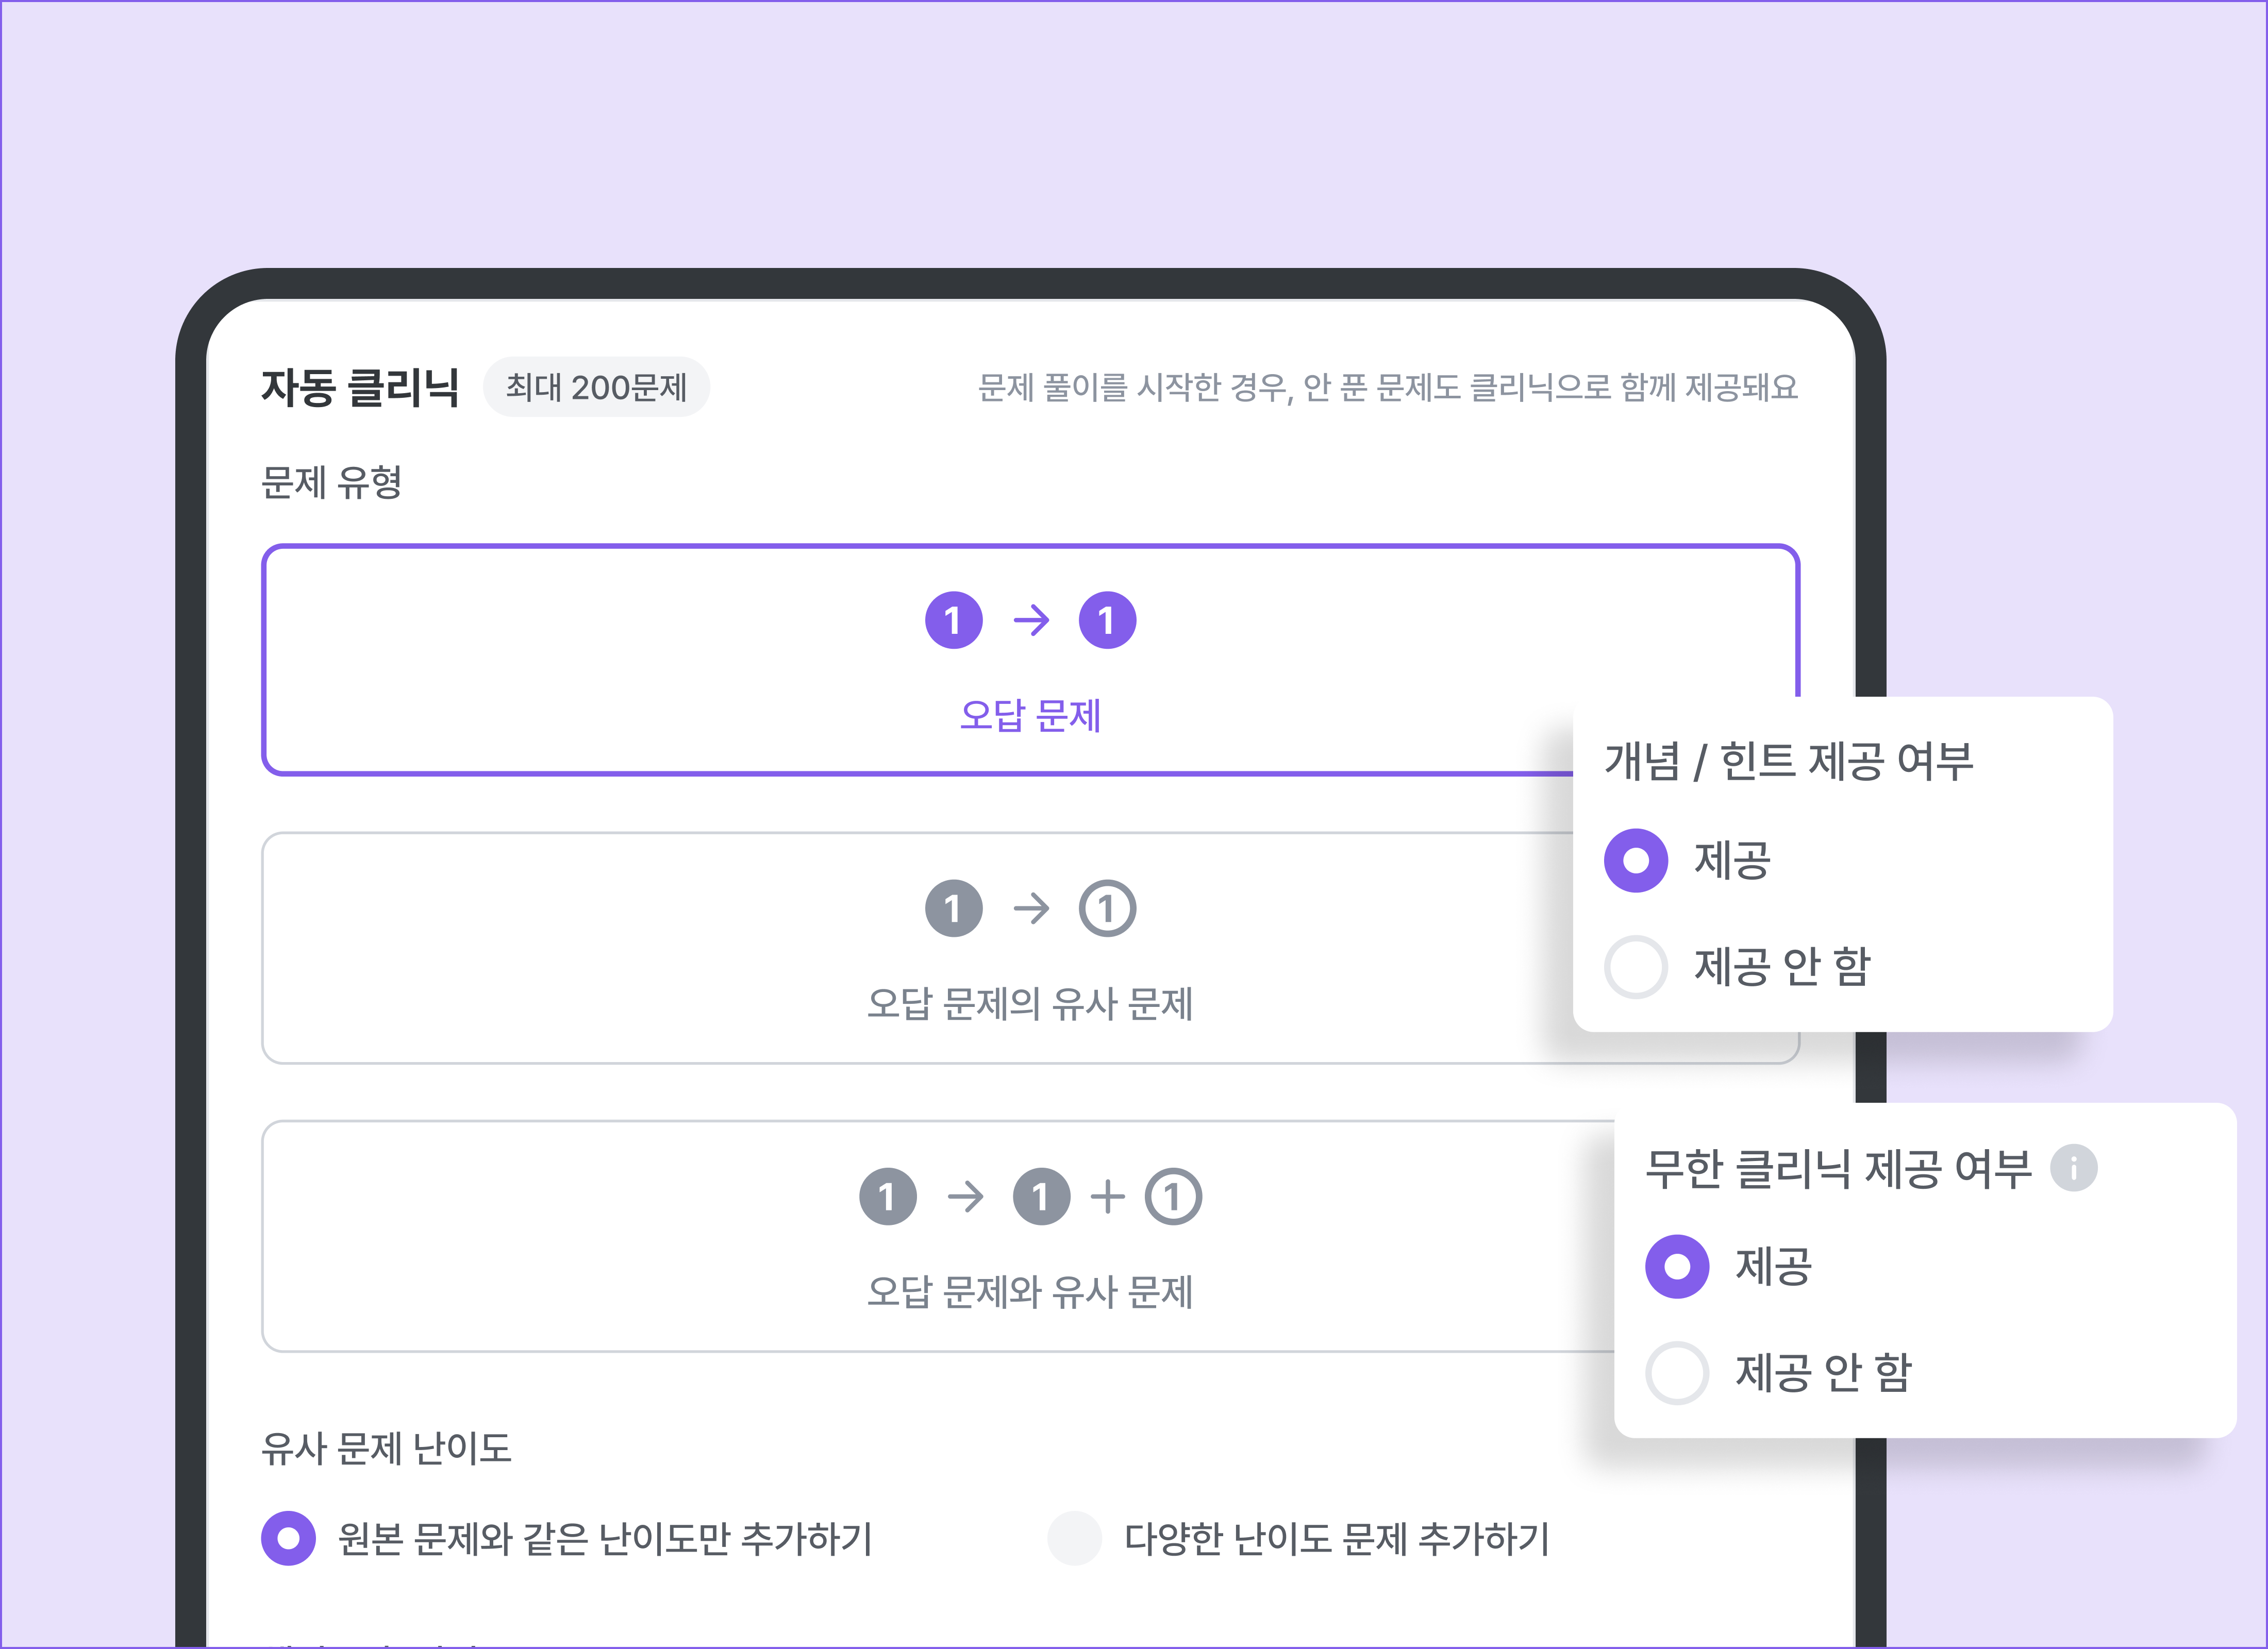 자동 클리닉 최대 200문제 문제 풀이를 시작한 경우, 안 푼 문제도 클리닉으로 함께 제공돼요
문제 유형
1 → 1
오답 문제
개념 / 힌트 제공 여부
제공
제공 안 함
1 → 1
오답 문제의 유사 문제
무한 클리닉 제공 여부 i
제공
제공 안 함
1 → 1 + 1
오답 문제와 유사 문제
유사 문제 난이도
원본 문제와 같은 난이도만 추가하기
다양한 난이도 문제 추가하기